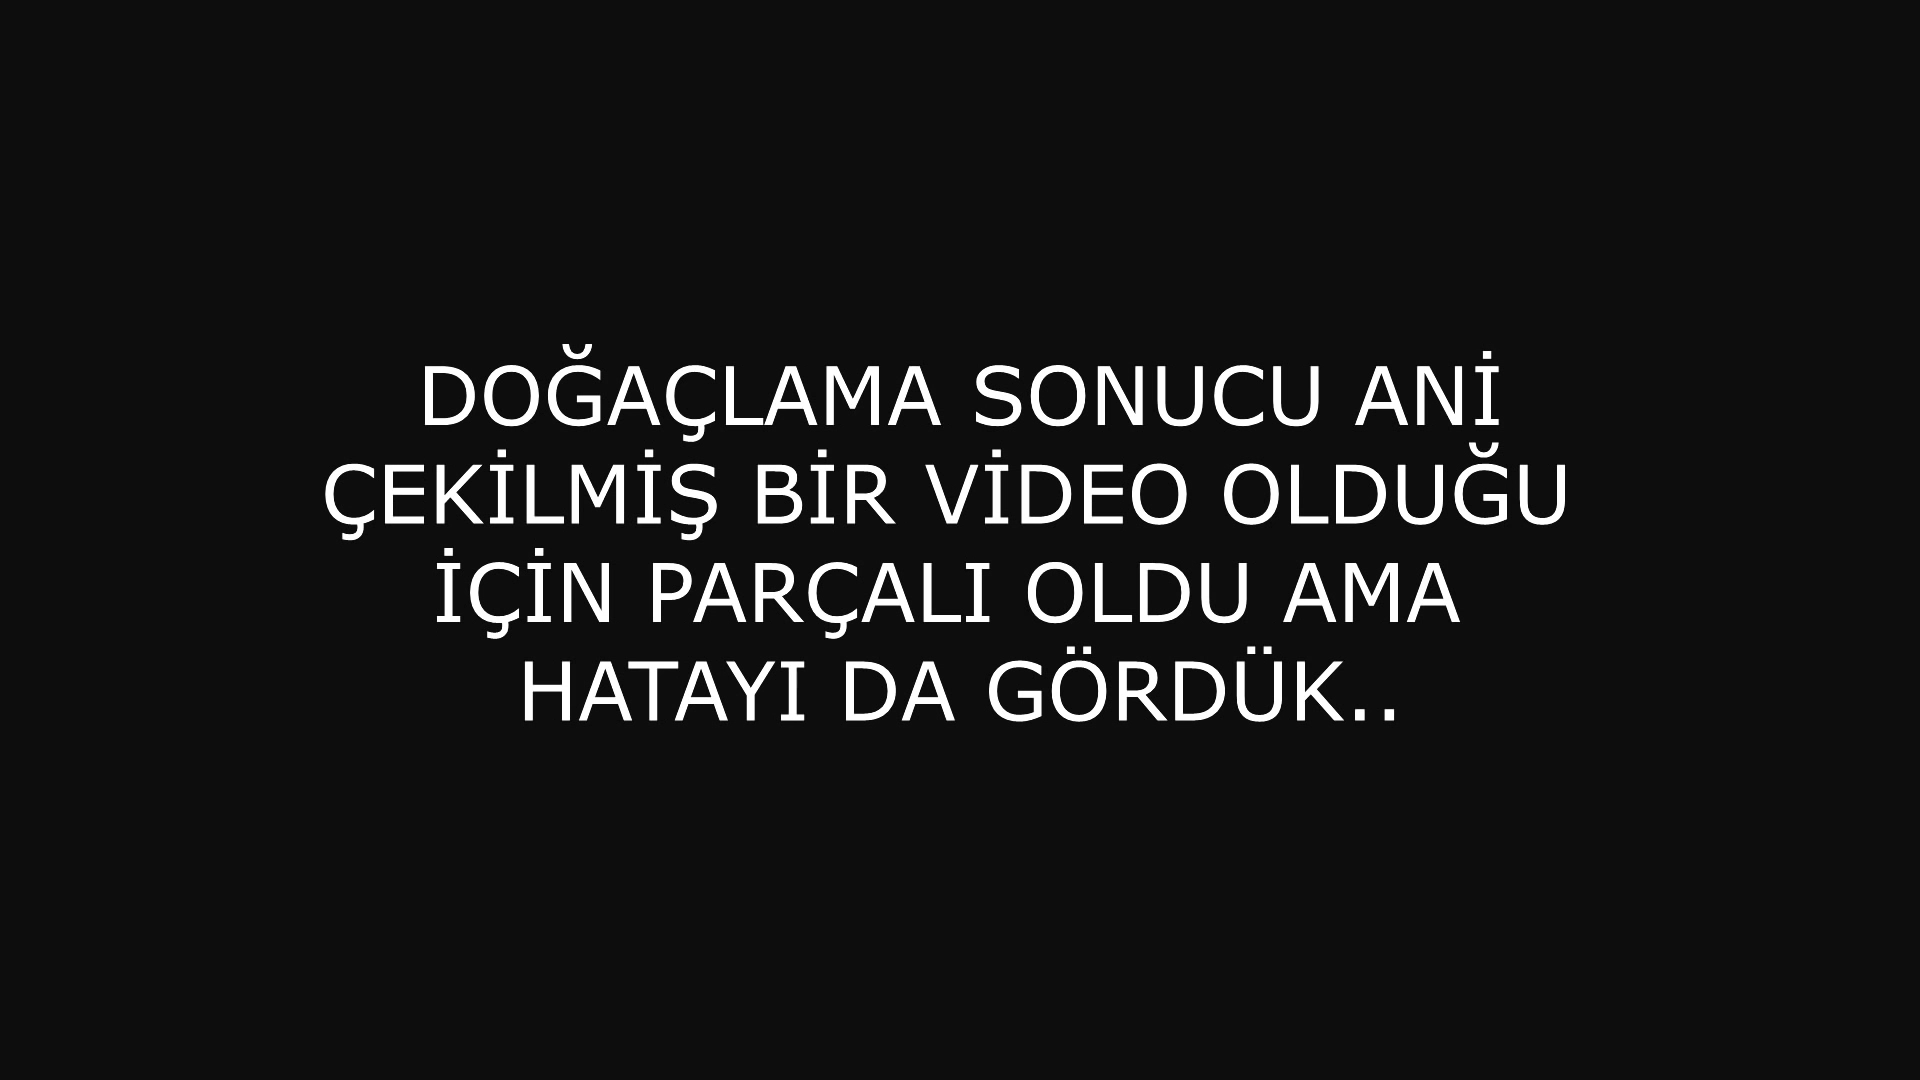 DOĞAÇLAMA SONUCU ANİ
ÇEKİLMİŞ BİR VİDEO OLDUĞU
İÇİN PARÇALI OLDU AMA
HATAYI DA GÖRDÜK..